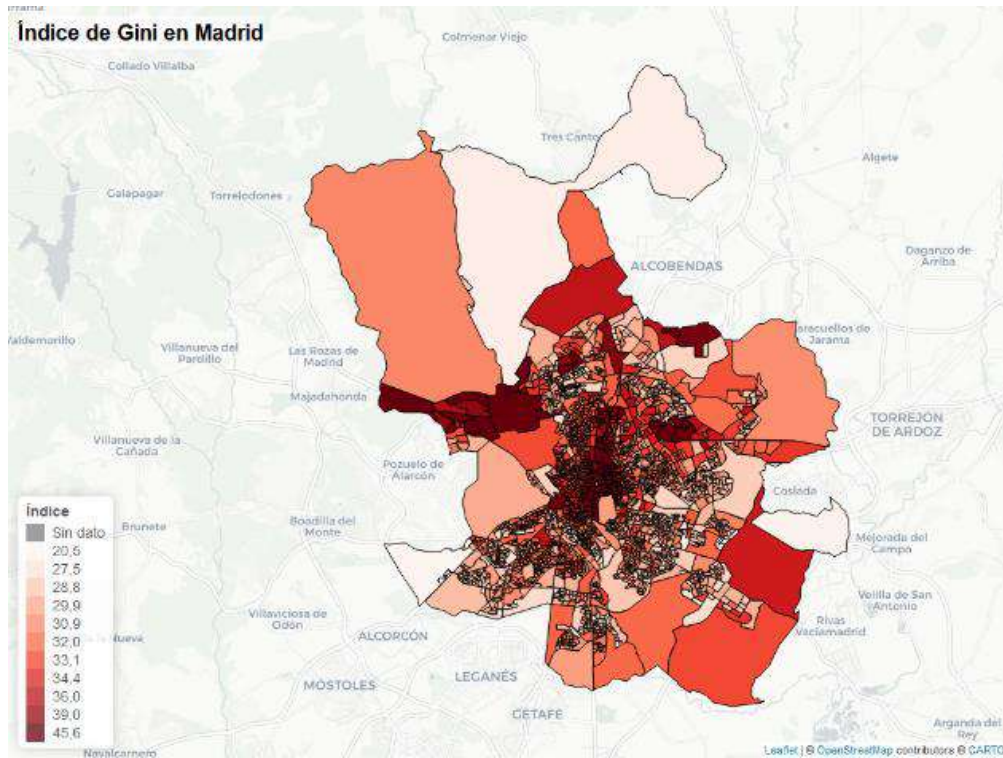 Índice de Gini en Madrid
Colmenar Viejo
Collado Villalba
Tres Canto
Algete
Galapagar
Torrelodones
Daganzo de
Arriba
ALCOBENDAS
Valdemorillo
Villanueva del
Pardillo
Las Rozas de
Madrid
aracuellos de
Jarama
Majadahonda
TORREJÓN
DE ARDOZ
Villanueva de la
Cañada
Pozuelo de
Alarcón
Coslada
Brunete
Boadilla del
Monte
Mejorada del
Campo
Velilla de San
Antonio
Villaviciosa de
Odón
Rivas
Vaciamadrid
ALCORCÓN
LEGANÉS
MÓSTOLES
GETAFE
Arganda del
Rey
Navalcarnero
Índice
Sin dato
20,5
27,5
28,8
29,9
30,9
32,0
33,1
34,4
36,0
39,0
45,6
Leaflet | © OpenStreetMap contributors © CARTO